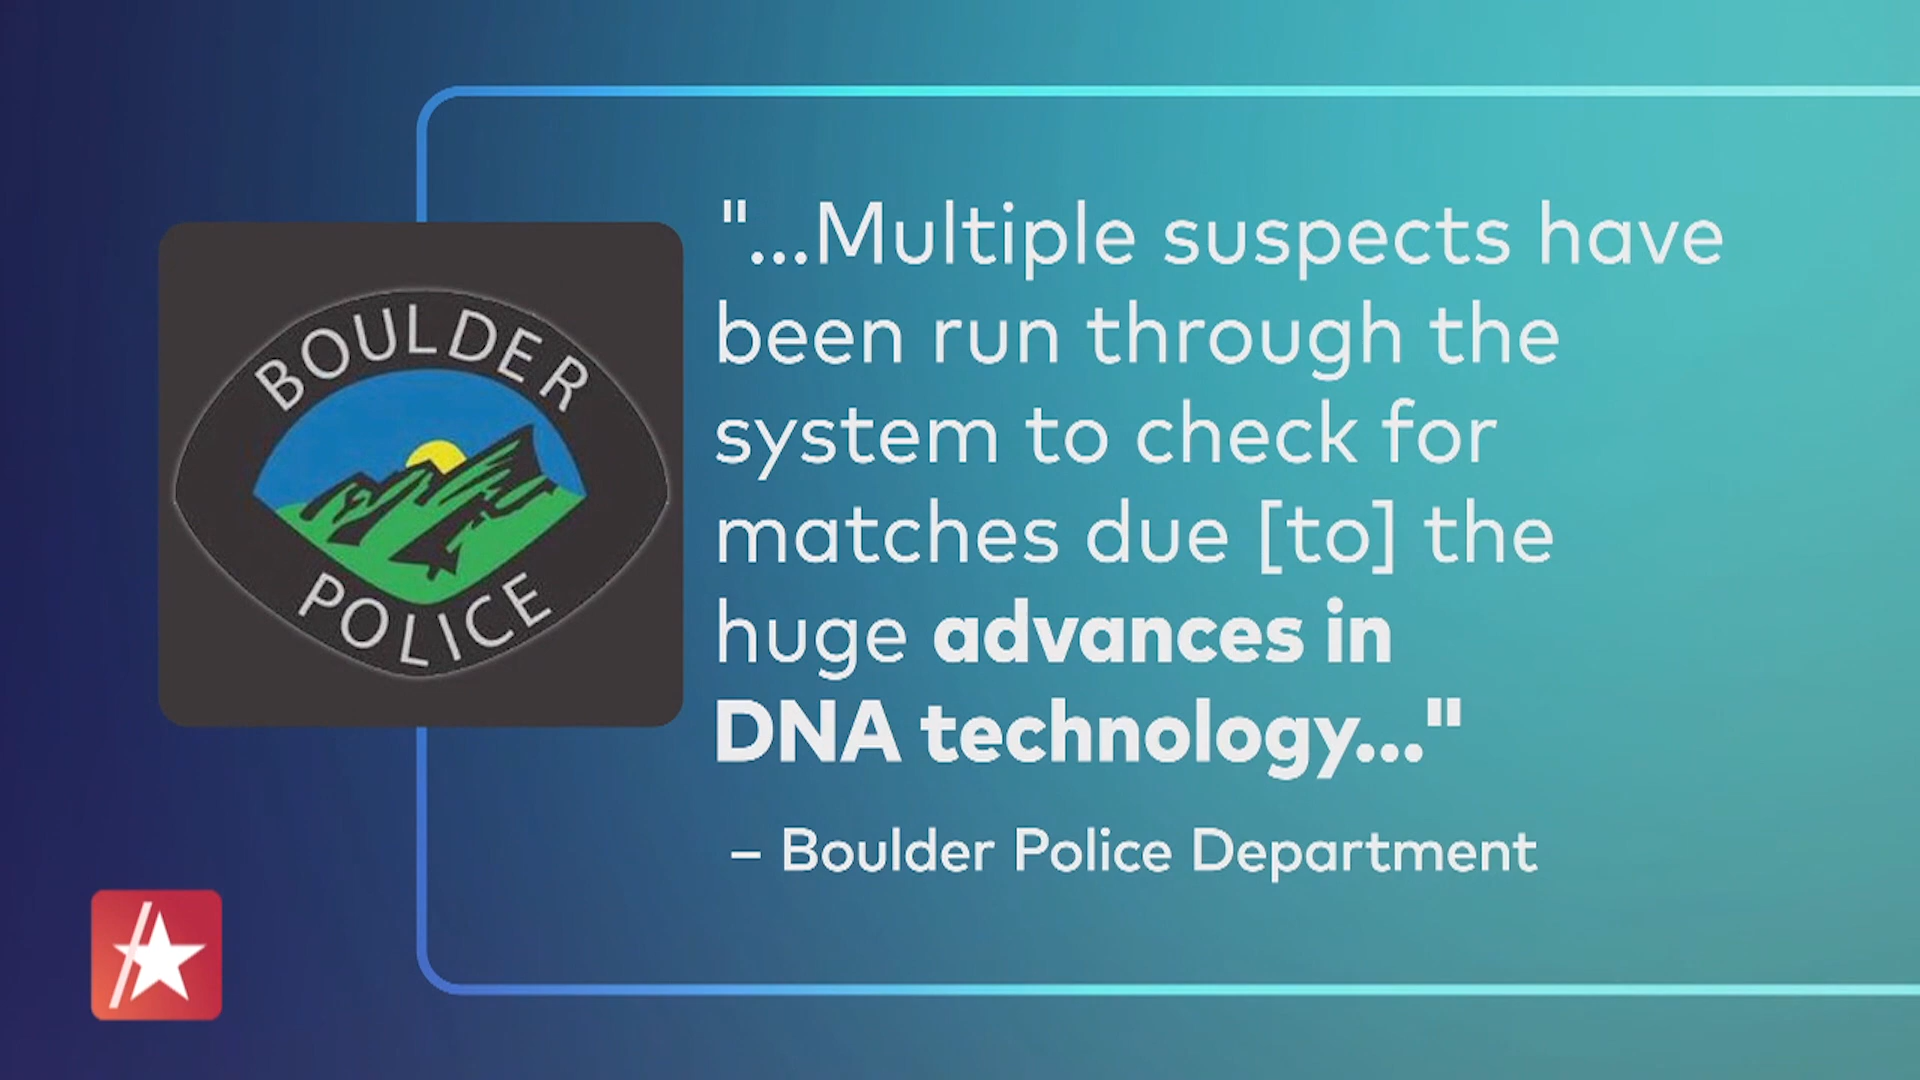 BOULDER
POLICE
"...Multiple suspects have
been run through the
system to check for
matches due [to] the
huge advances in
DNA technology..."
– Boulder Police Department